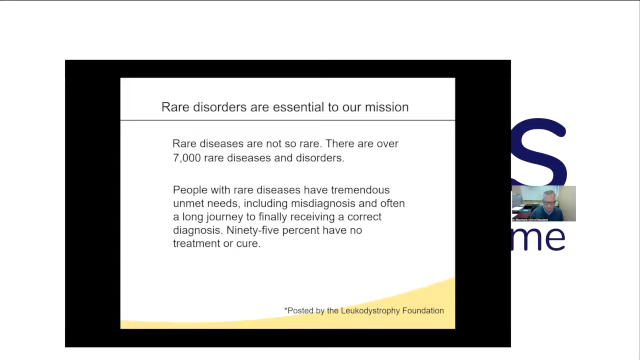 Rare disorders are essential to our mission
Rare diseases are not so rare. There are over
7,000 rare diseases and disorders.
People with rare diseases have tremendous
unmet needs, including misdiagnosis and often
a long journey to finally receiving a correct
diagnosis. Ninety-five percent have no
treatment or cure.
*Posted by the Leukodystrophy Foundation
s
me